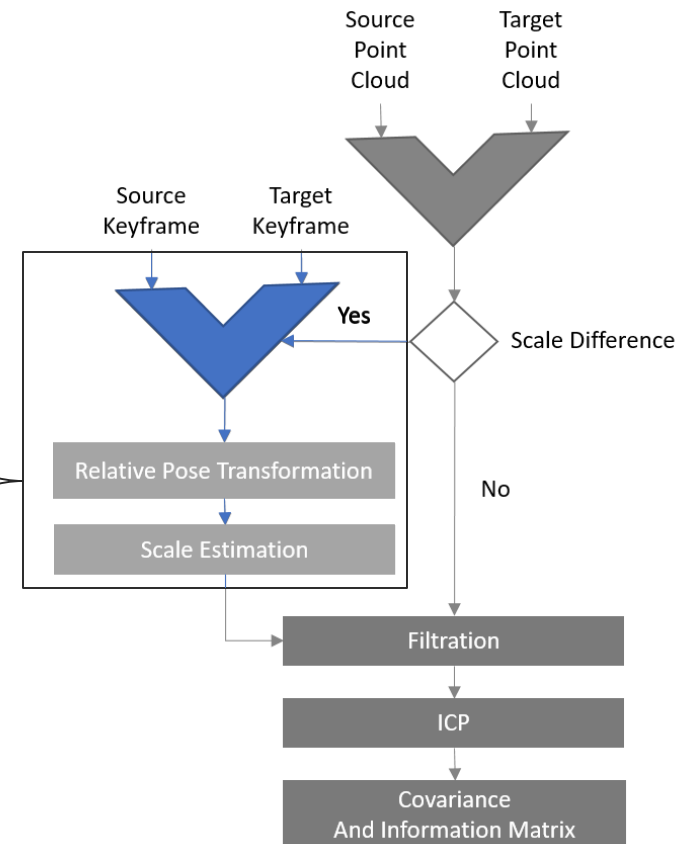 Source
Point
Cloud
Target
Point
Cloud
Source
Keyframe
Target
Keyframe
Yes
Scale Difference
Relative Pose Transformation
No
Scale Estimation
Filtration
ICP
Covariance
And Information Matrix